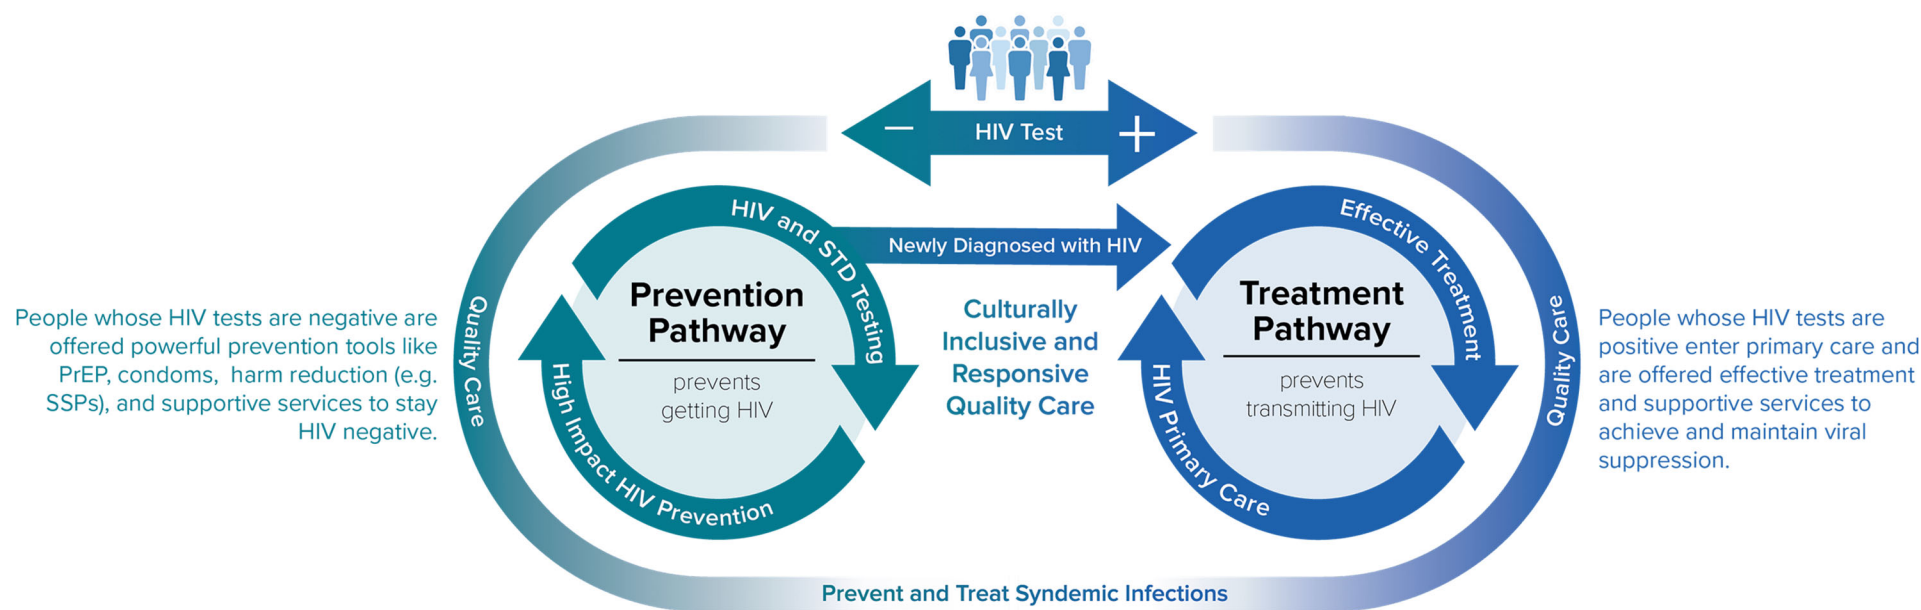 − HIV Test +
HIV and STD Testing
High Impact HIV Prevention
Prevention
Pathway
prevents
getting HIV
Newly Diagnosed with HIV
Culturally
Inclusive and
Responsive
Quality Care
Effective Treatment
HIV Primary Care
Treatment
Pathway
prevents
transmitting HIV
Quality Care
People whose HIV tests are negative are
offered powerful prevention tools like
PrEP, condoms, harm reduction (e.g.
SSPs), and supportive services to stay
HIV negative.
Quality Care
People whose HIV tests are
positive enter primary care and
are offered effective treatment
and supportive services to
achieve and maintain viral
suppression.
Prevent and Treat Syndemic Infections